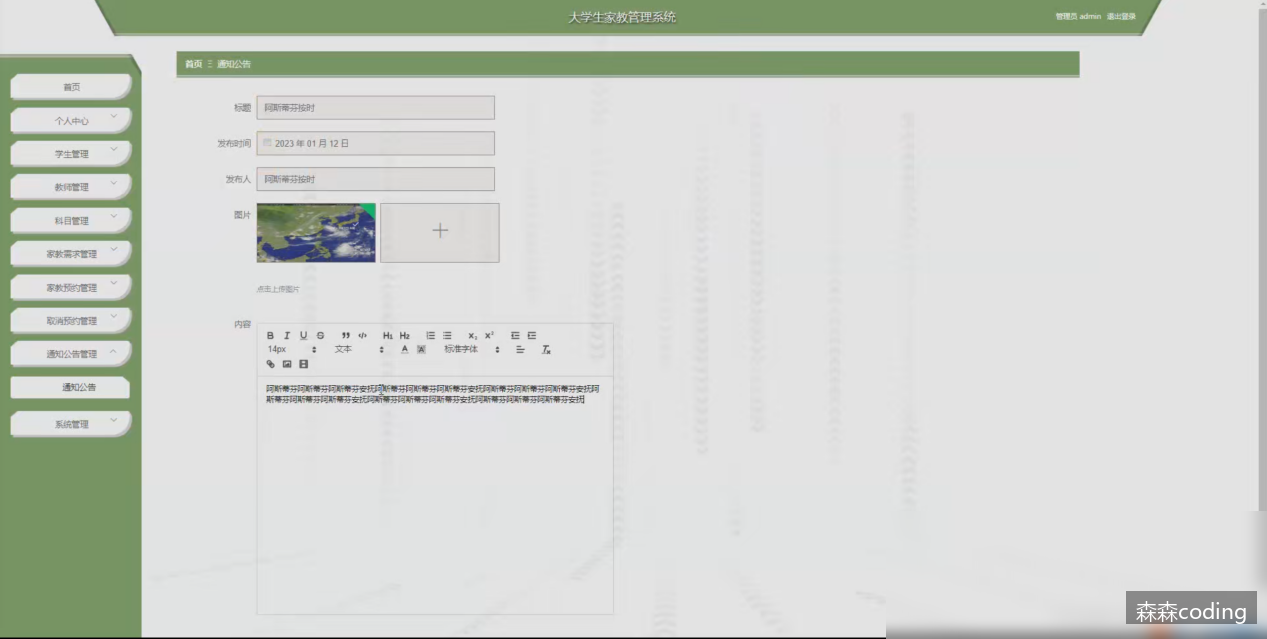 大学生家教管理系统
管理员 admin 退出登录
首页
个人中心
学生管理
教师管理
科目管理
家教需求管理
家教预约管理
取消预约管理
通知公告管理
通知公告
系统管理
首页 通知公告
标题 阿斯蒂芬按时
发布时间 2023 年 01 月 12 日
发布人 阿斯蒂芬按时
图片
点击上传图片
内容
B I U S H1 H2 x₂ x²
14px 文本 A A 标准字体 Tx
阿斯蒂芬阿斯蒂芬阿斯蒂芬安抚阿斯蒂芬阿斯蒂芬阿斯蒂芬安抚阿斯蒂芬阿斯蒂芬阿斯蒂芬安抚阿
斯蒂芬阿斯蒂芬阿斯蒂芬安抚阿斯蒂芬阿斯蒂芬阿斯蒂芬安抚阿斯蒂芬阿斯蒂芬阿斯蒂芬安抚
森森coding